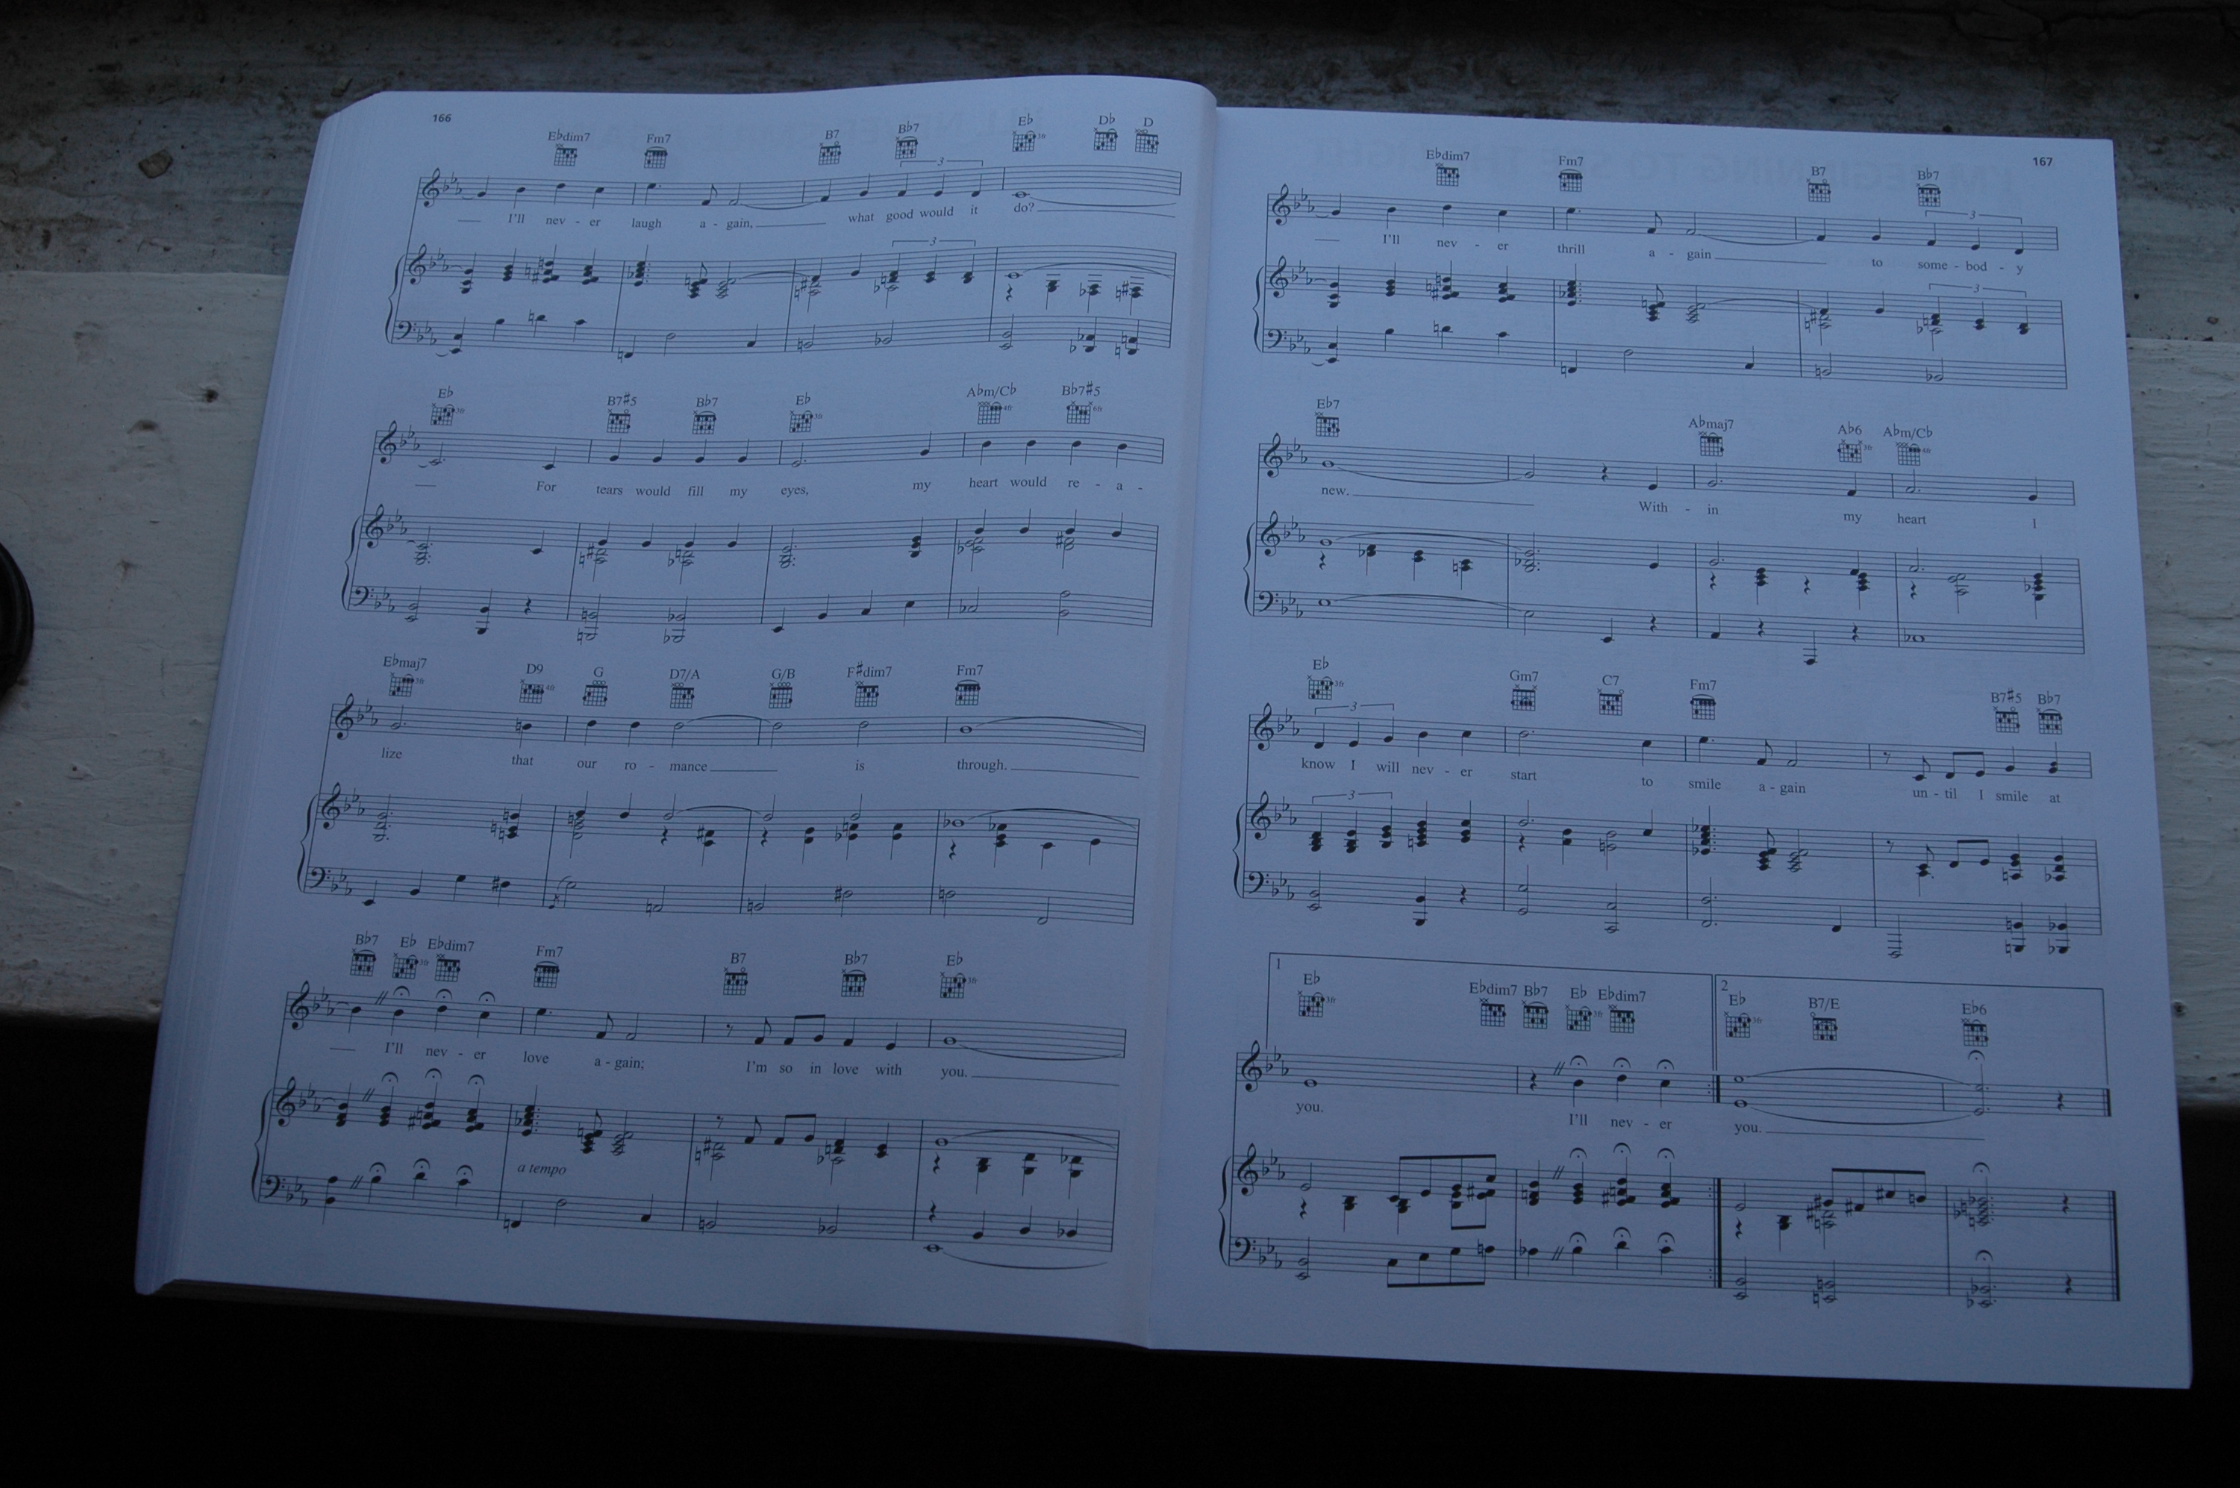 166
E♭dim7 Fm7 B7 B♭7 E♭ D♭ D
3
I'll nev - er laugh a - gain, what good would it do?
3
E♭ B7♯5 B♭7 E♭ A♭m/C♭ B♭7♯5
For tears would fill my eyes, my heart would re - a -
E♭maj7 D9 G D7/A G/B F♯dim7 Fm7
lize that our ro - mance is through.
B♭7 E♭ E♭dim7 Fm7 B7 B♭7 E♭
I'll nev - er love a - gain; I'm so in love with you.
a tempo
167
E♭dim7 Fm7 B7 B♭7
3
I'll nev - er thrill a - gain to some - bod - y
3
E♭7 A♭maj7 A♭6 A♭m/C♭
new. With - in my heart I
E♭ Gm7 C7 Fm7 B7♯5 B♭7
3
know I will nev - er start to smile a - gain un - til I smile at
3
1 2
E♭ E♭dim7 B♭7 E♭ E♭dim7 E♭ B7/E E♭6
you. I'll nev - er you.